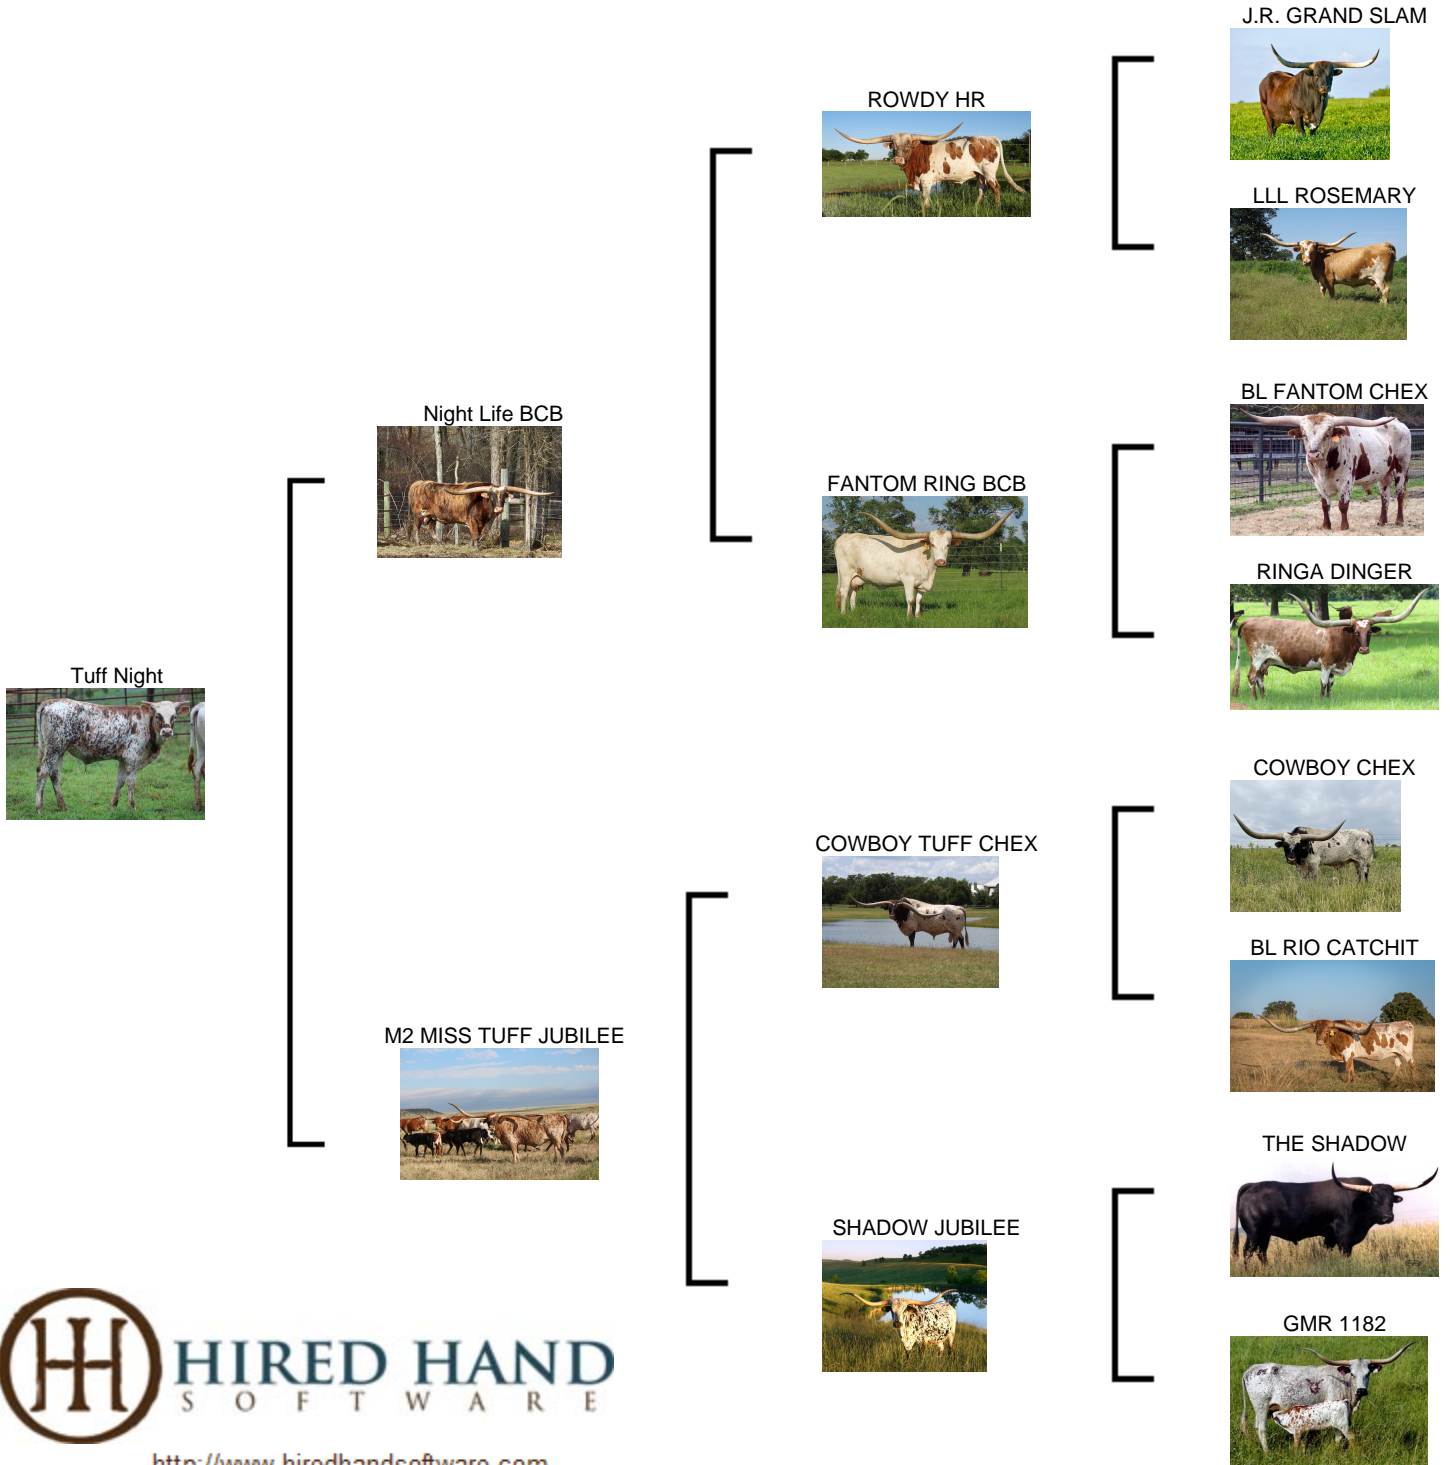 J.R. GRAND SLAM
ROWDY HR
LLL ROSEMARY
Night Life BCB
BL FANTOM CHEX
FANTOM RING BCB
RINGA DINGER
Tuff Night
COWBOY CHEX
COWBOY TUFF CHEX
BL RIO CATCHIT
M2 MISS TUFF JUBILEE
THE SHADOW
SHADOW JUBILEE
GMR 1182
HIRED HAND
SOFTWARE
http://www.hiredhandsoftware.com